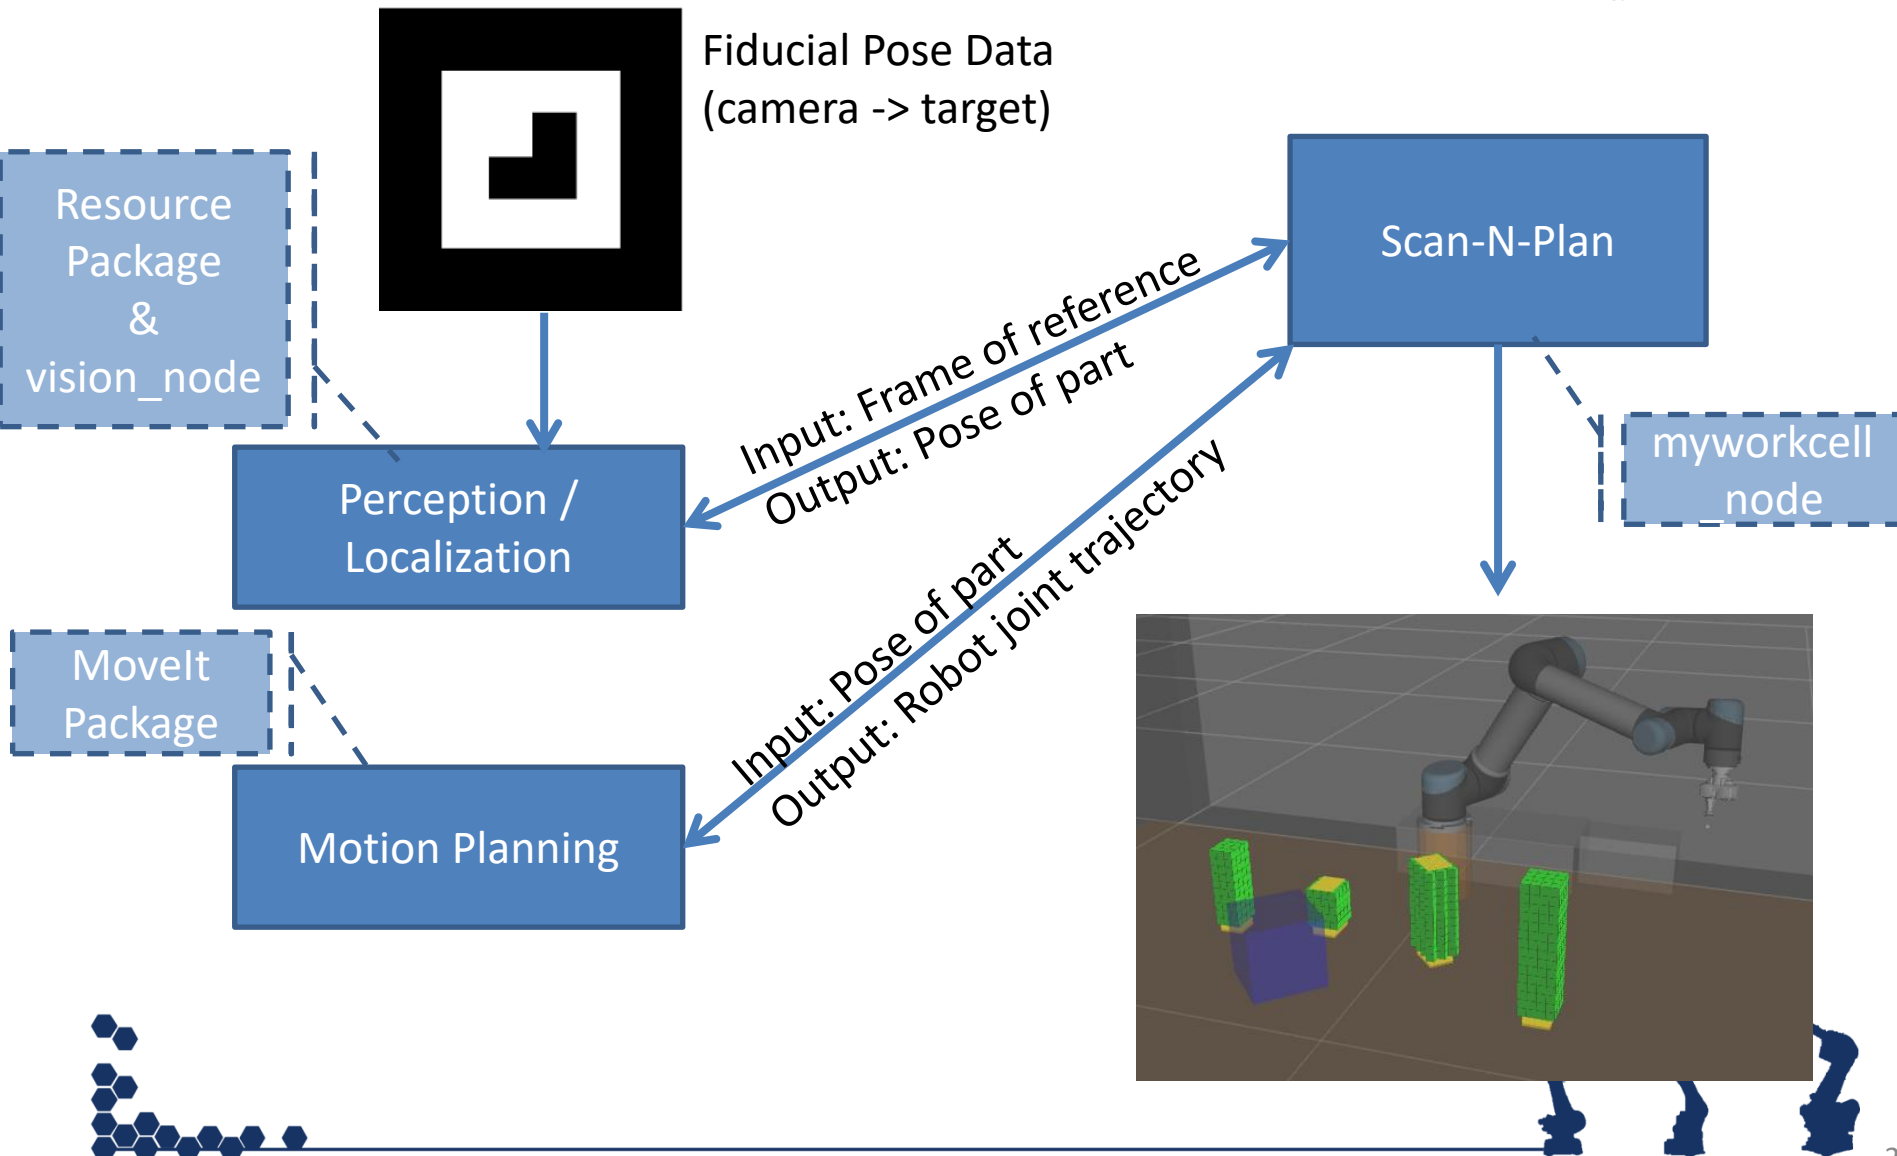 Fiducial Pose Data
(camera -> target)
Resource
Package
&
vision_node
Scan-N-Plan
Input: Frame of reference
Output: Pose of part
myworkcell
_node
Perception /
Localization
Input: Pose of part
Output: Robot joint trajectory
MoveIt
Package
Motion Planning